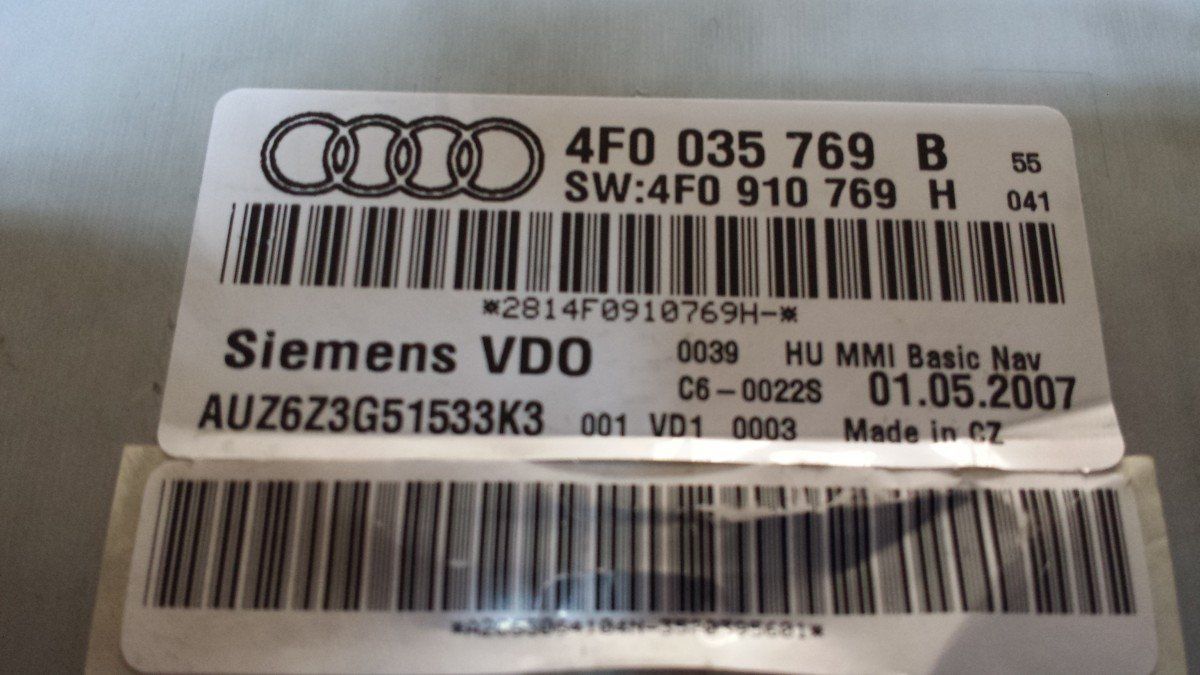 4F0 035 769 B 55
SW:4F0 910 769 H 041
*2814F0910769H-*
Siemens VDO 0039 HU MMI Basic Nav
C6-0022S 01.05.2007
AUZ6Z3G51533K3 001 VD1 0003 Made in CZ